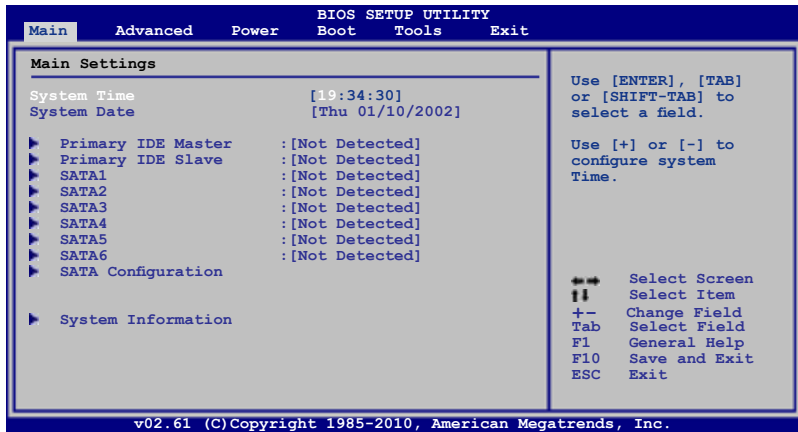 BIOS SETUP UTILITY
Main Advanced Power Boot Tools Exit
Main Settings
System Time [19:34:30]
System Date [Thu 01/10/2002]
Primary IDE Master :[Not Detected]
Primary IDE Slave :[Not Detected]
SATA1 :[Not Detected]
SATA2 :[Not Detected]
SATA3 :[Not Detected]
SATA4 :[Not Detected]
SATA5 :[Not Detected]
SATA6 :[Not Detected]
SATA Configuration
System Information
Use [ENTER], [TAB]
or [SHIFT-TAB] to
select a field.
Use [+] or [-] to
configure system
Time.
Select Screen
Select Item
+- Change Field
Tab Select Field
F1 General Help
F10 Save and Exit
ESC Exit
v02.61 (C)Copyright 1985-2010, American Megatrends, Inc.